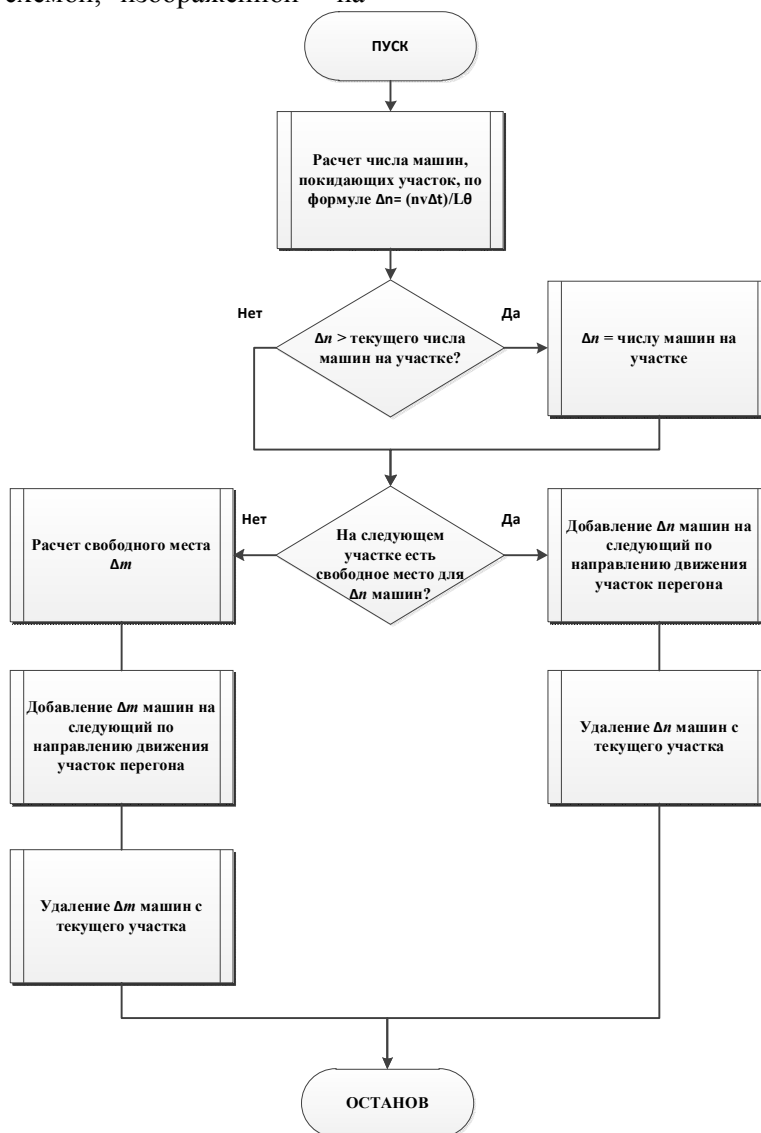 схемой, изображенной на
ПУСК
Расчет числа машин,
покидающих участок, по
формуле Δn= (nvΔt)/Lθ
Нет
Да
Δn > текущего числа
машин на участке?
Δn = числу машин на
участке
Расчет свободного места
Δm
Нет
На следующем
участке есть
свободное место для
Δn машин?
Да
Добавление Δn машин на
следующий по
направлению движения
участок перегона
Добавление Δm машин на
следующий по
направлению движения
участок перегона
Удаление Δn машин с
текущего участка
Удаление Δm машин с
текущего участка
ОСТАНОВ